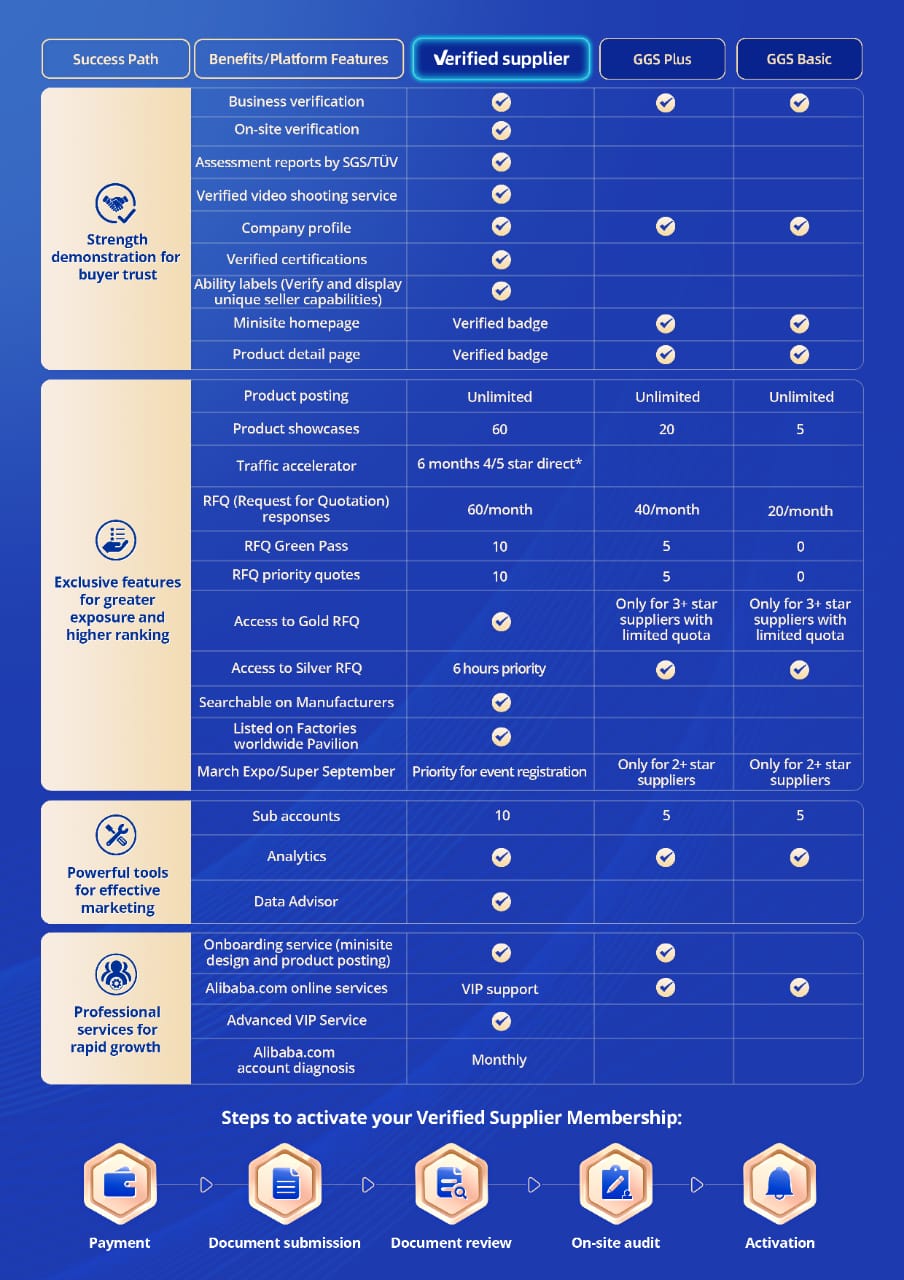 Success Path
Benefits/Platform Features
Verified supplier
GGS Plus
GGS Basic
Strength
demonstration for
buyer trust
Business verification
On-site verification
Assessment reports by SGS/TÜV
Verified video shooting service
Company profile
Verified certifications
Ability labels (Verify and display
unique seller capabilities)
Minisite homepage
Verified badge
Product detail page
Verified badge
Exclusive features
for greater
exposure and
higher ranking
Product posting
Unlimited
Unlimited
Unlimited
Product showcases
60
20
5
Traffic accelerator
6 months 4/5 star direct*
RFQ (Request for Quotation)
responses
60/month
40/month
20/month
RFQ Green Pass
10
5
0
RFQ priority quotes
10
5
0
Access to Gold RFQ
Only for 3+ star
suppliers with
limited quota
Only for 3+ star
suppliers with
limited quota
Access to Silver RFQ
6 hours priority
Searchable on Manufacturers
Listed on Factories
worldwide Pavilion
March Expo/Super September
Priority for event registration
Only for 2+ star
suppliers
Only for 2+ star
suppliers
Powerful tools
for effective
marketing
Sub accounts
10
5
5
Analytics
Data Advisor
Professional
services for
rapid growth
Onboarding service (minisite
design and product posting)
Alibaba.com online services
VIP support
Advanced VIP Service
Alibaba.com
account diagnosis
Monthly
Steps to activate your Verified Supplier Membership:
Payment
Document submission
Document review
On-site audit
Activation